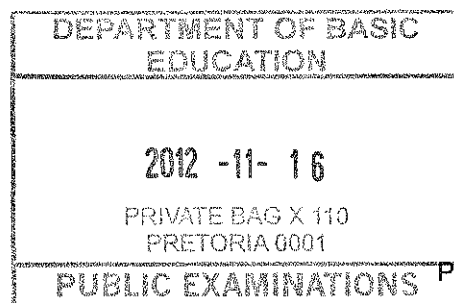 DEPARTMENT OF BASIC
EDUCATION
2012 -11- 16
PRIVATE BAG X 110
PRETORIA 0001
PUBLIC EXAMINATIONS P